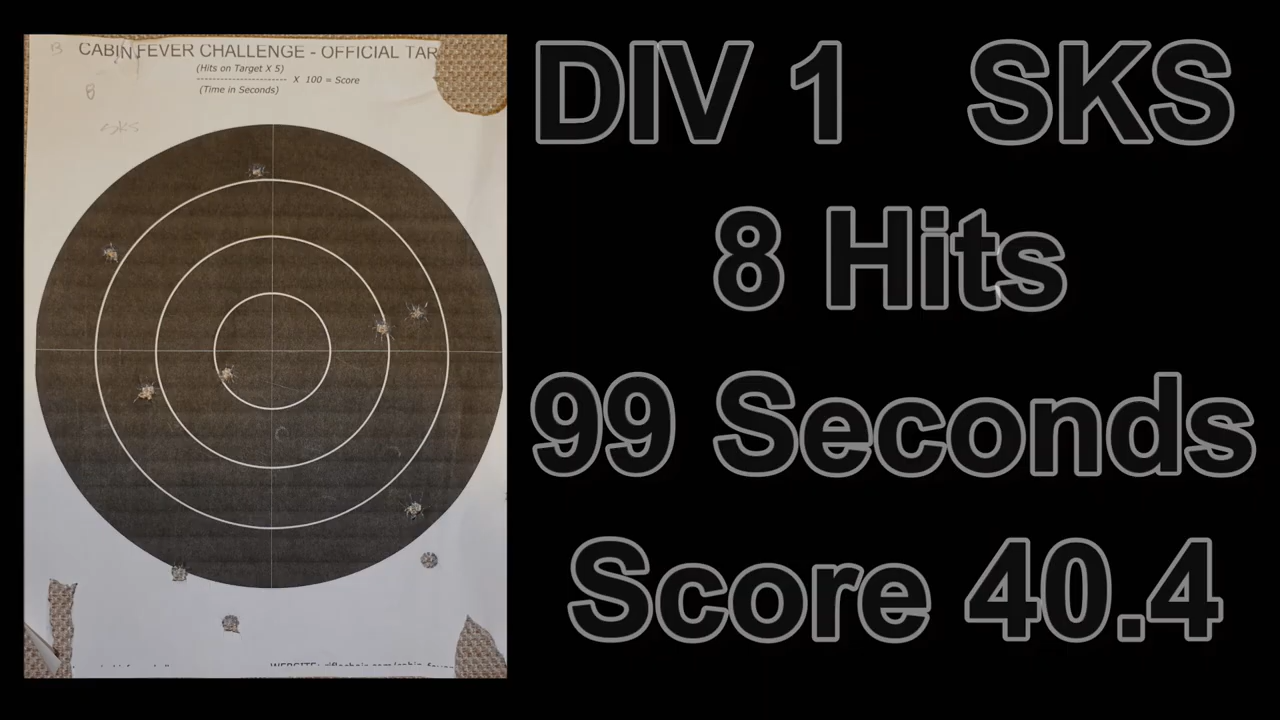 CABIN FEVER CHALLENGE - OFFICIAL TAR
(Hits on Target X 5)
---------------------- X 100 = Score
(Time in Seconds)
8
SKS
DIV 1 SKS
8 Hits
99 Seconds
Score 40.4